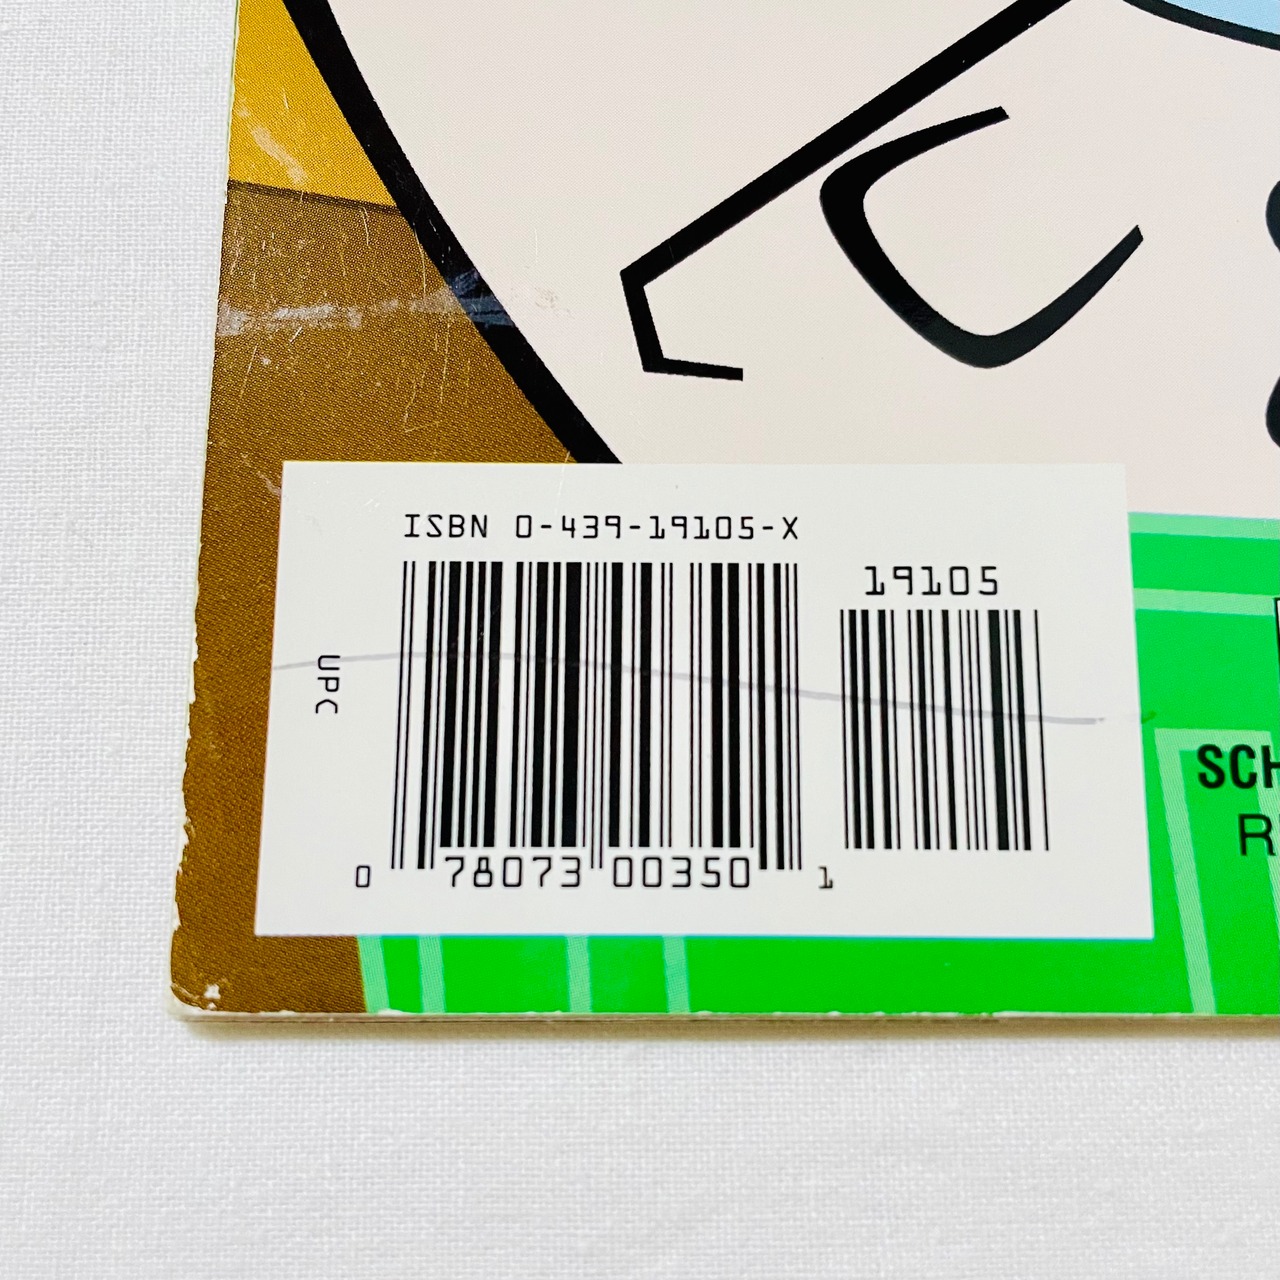 ISBN 0-439-19105-X
19105
UPC
0 78073 00350 1
SCH
R